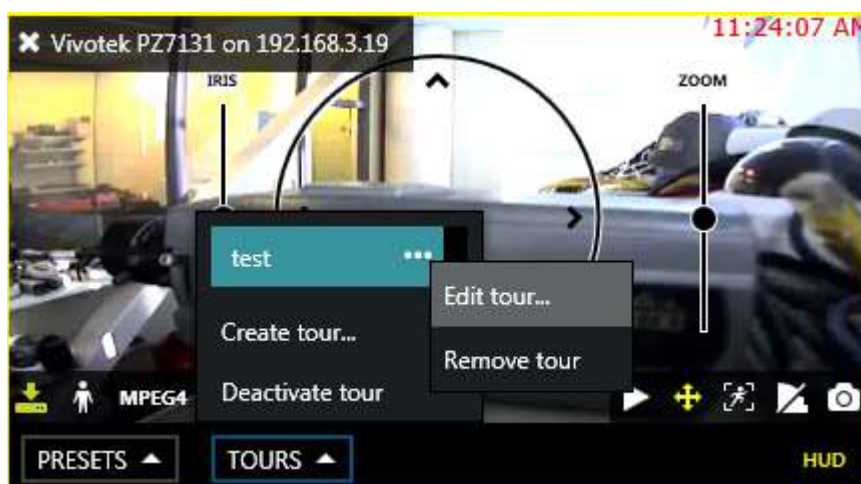 Vivotek PZ7131 on 192.168.3.19
11:24:07 AM
IRIS
ZOOM
test
Edit tour...
Create tour...
Remove tour
MPEG4
Deactivate tour
PRESETS
TOURS
HUD